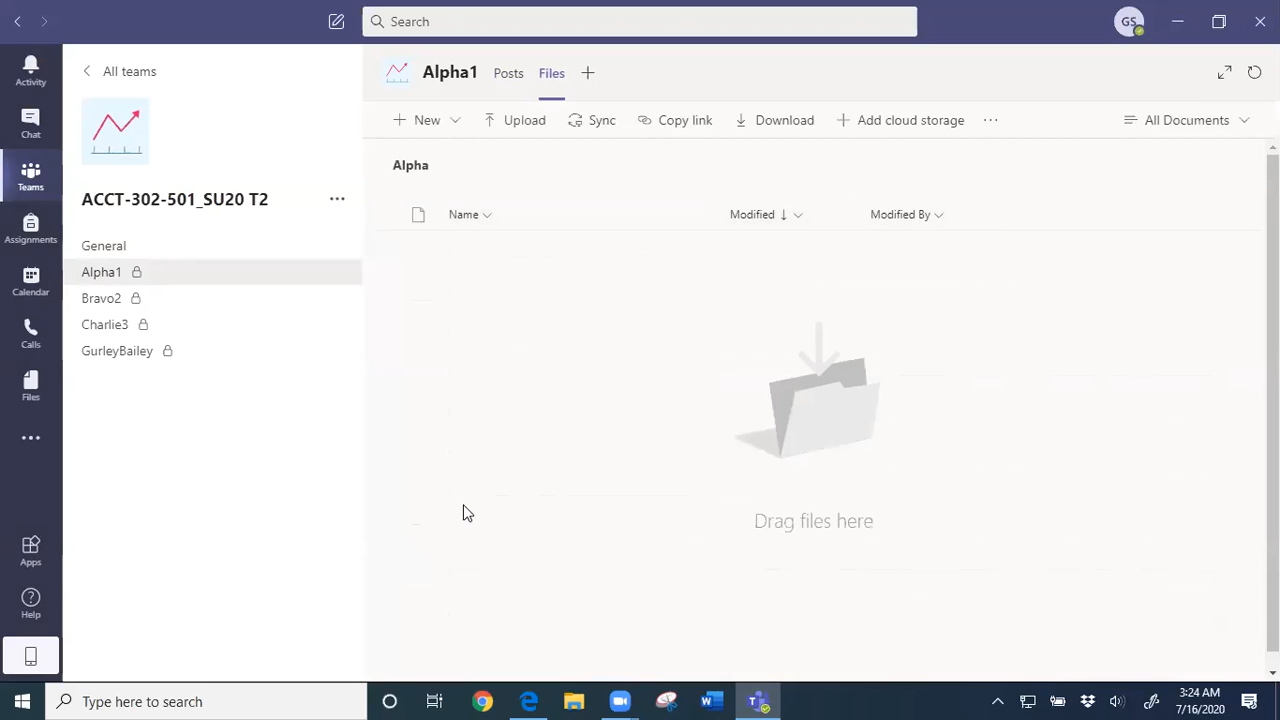 Search
GS
Activity
Chat
Teams
Assignments
Calendar
Calls
Files
Apps
Help
All teams
ACCT-302-501_SU20 T2
General
Alpha1
Bravo2
Charlie3
GurleyBailey
Alpha1 Posts Files
New Upload Sync Copy link Download Add cloud storage All Documents
Alpha
Name Modified Modified By
Drag files here
Type here to search
3:24 AM
7/16/2020